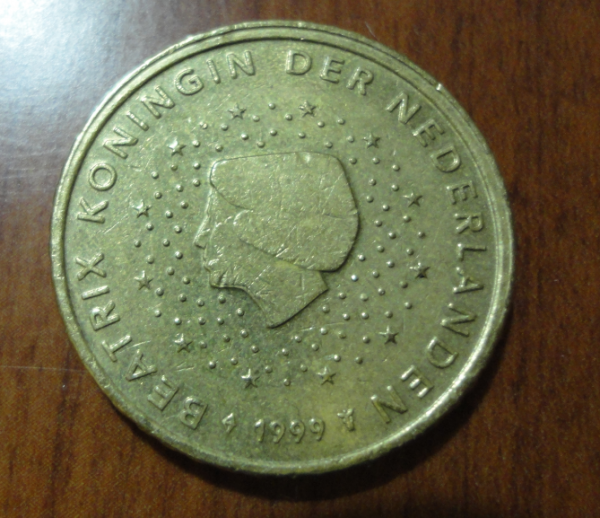 BEATRIX KONINGIN DER NEDERLANDEN
1999